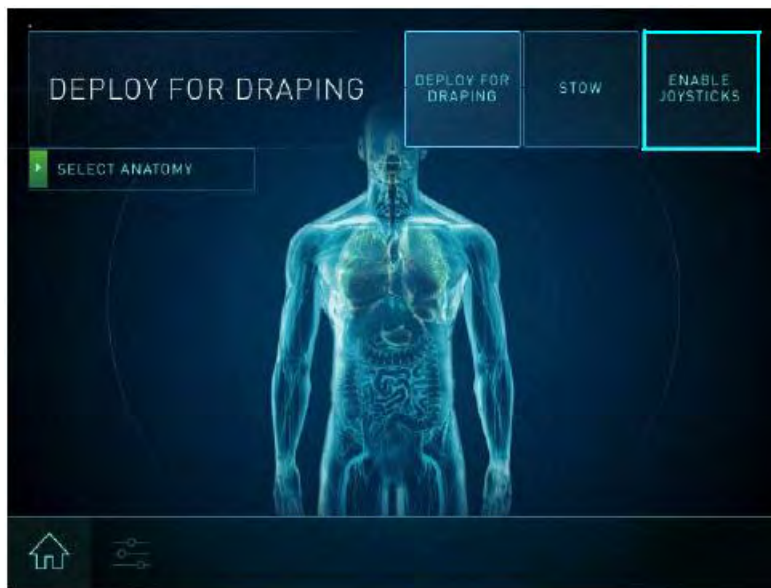 DEPLOY FOR DRAPING
DEPLOY FOR
DRAPING
STOW
ENABLE
JOYSTICKS
SELECT ANATOMY